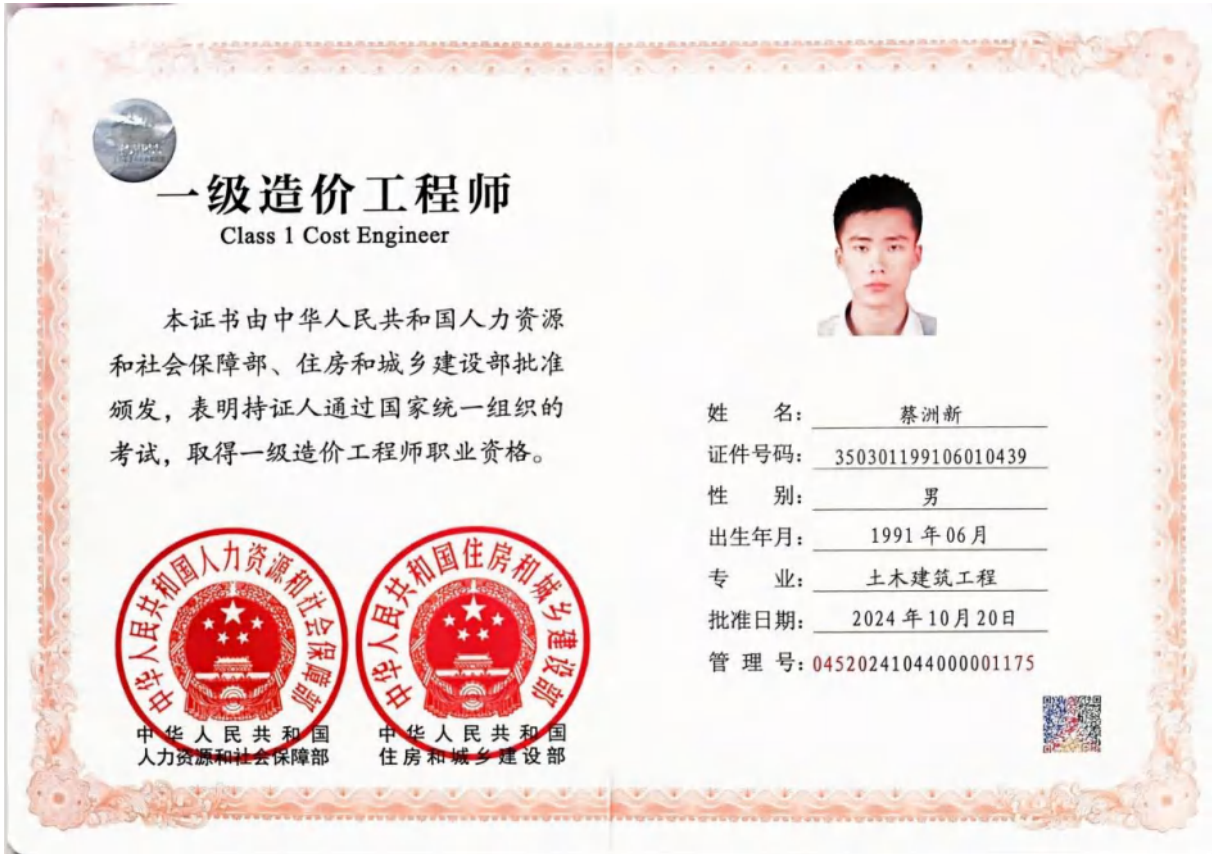 一级造价工程师
Class 1 Cost Engineer
本证书由中华人民共和国人力资源
和社会保障部、住房和城乡建设部批准
颁发，表明持证人通过国家统一组织的
考试，取得一级造价工程师职业资格。
中华人民共和国人力资源和社会保障部
中华人民共和国
人力资源和社会保障部
中华人民共和国住房和城乡建设部
中华人民共和国
住房和城乡建设部
姓 名： 蔡洲新
证件号码： 350301199106010439
性 别： 男
出生年月： 1991年06月
专 业： 土木建筑工程
批准日期： 2024年10月20日
管 理 号：04520241044000001175